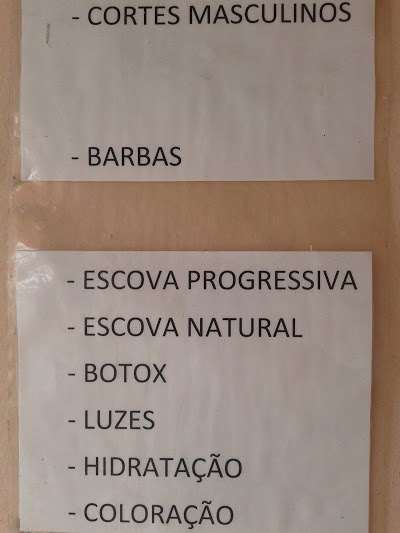 - CORTES MASCULINOS
- BARBAS
- ESCOVA PROGRESSIVA
- ESCOVA NATURAL
- BOTOX
- LUZES
- HIDRATAÇÃO
- COLORAÇÃO